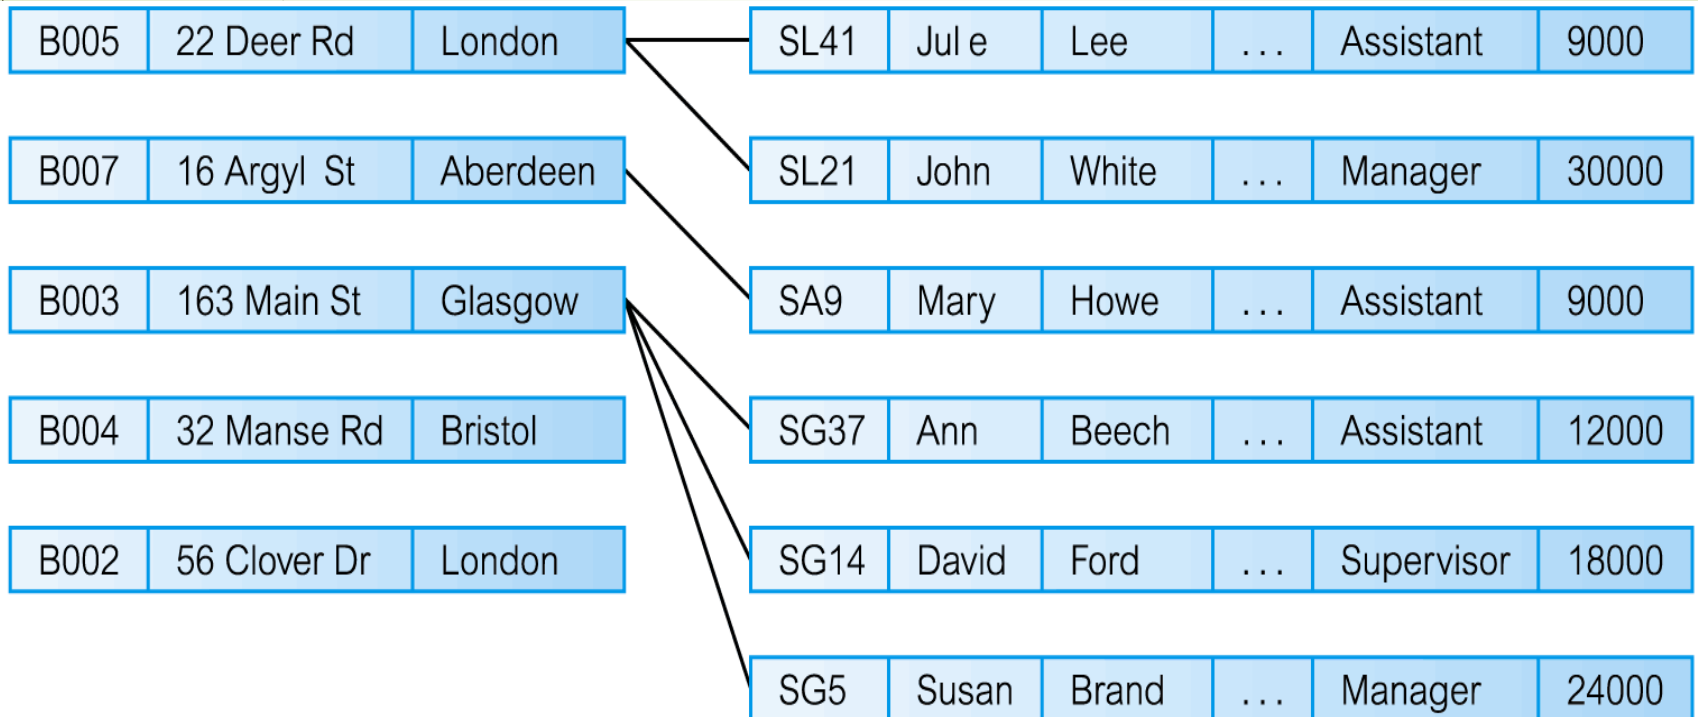 B005 22 Deer Rd London SL41 Jul e Lee ... Assistant 9000
B007 16 Argyl St Aberdeen SL21 John White ... Manager 30000
B003 163 Main St Glasgow SA9 Mary Howe ... Assistant 9000
B004 32 Manse Rd Bristol SG37 Ann Beech ... Assistant 12000
B002 56 Clover Dr London SG14 David Ford ... Supervisor 18000
SG5 Susan Brand ... Manager 24000